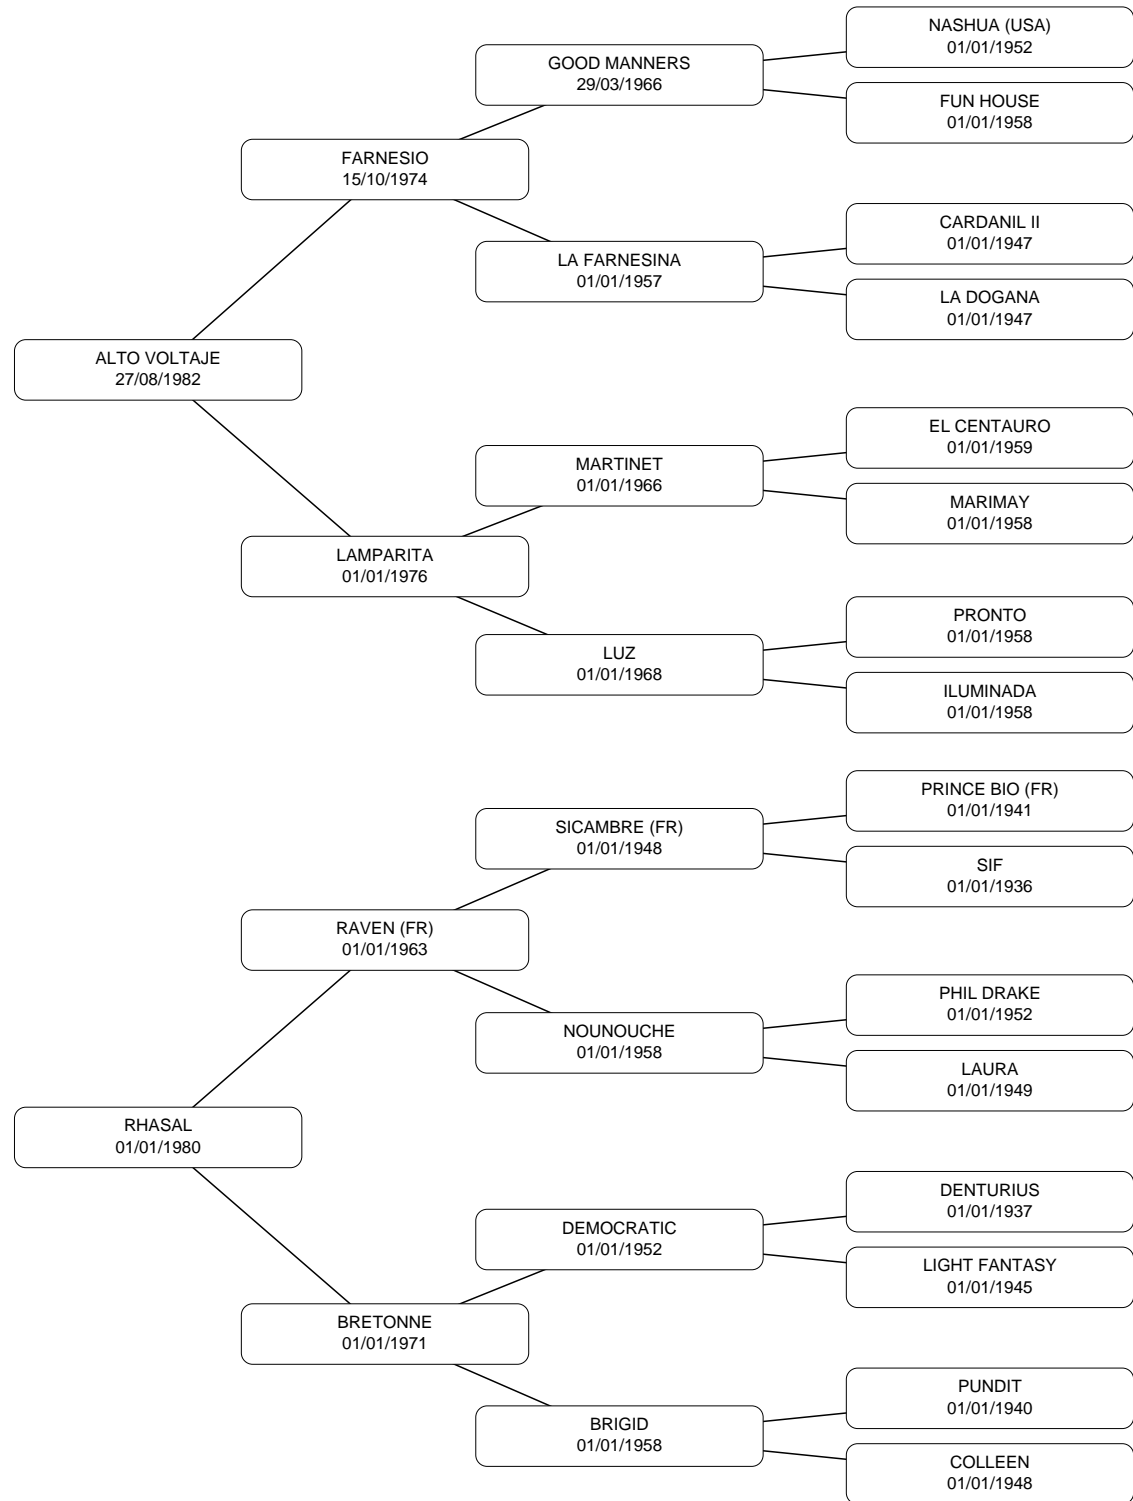 NASHUA (USA)
01/01/1952
GOOD MANNERS
29/03/1966
FUN HOUSE
01/01/1958
FARNESIO
15/10/1974
CARDANIL II
01/01/1947
LA FARNESINA
01/01/1957
LA DOGANA
01/01/1947
ALTO VOLTAJE
27/08/1982
EL CENTAURO
01/01/1959
MARTINET
01/01/1966
MARIMAY
01/01/1958
LAMPARITA
01/01/1976
PRONTO
01/01/1958
LUZ
01/01/1968
ILUMINADA
01/01/1958
PRINCE BIO (FR)
01/01/1941
SICAMBRE (FR)
01/01/1948
SIF
01/01/1936
RAVEN (FR)
01/01/1963
PHIL DRAKE
01/01/1952
NOUNOUCHE
01/01/1958
LAURA
01/01/1949
RHASAL
01/01/1980
DENTURIUS
01/01/1937
DEMOCRATIC
01/01/1952
LIGHT FANTASY
01/01/1945
BRETONNE
01/01/1971
PUNDIT
01/01/1940
BRIGID
01/01/1958
COLLEEN
01/01/1948